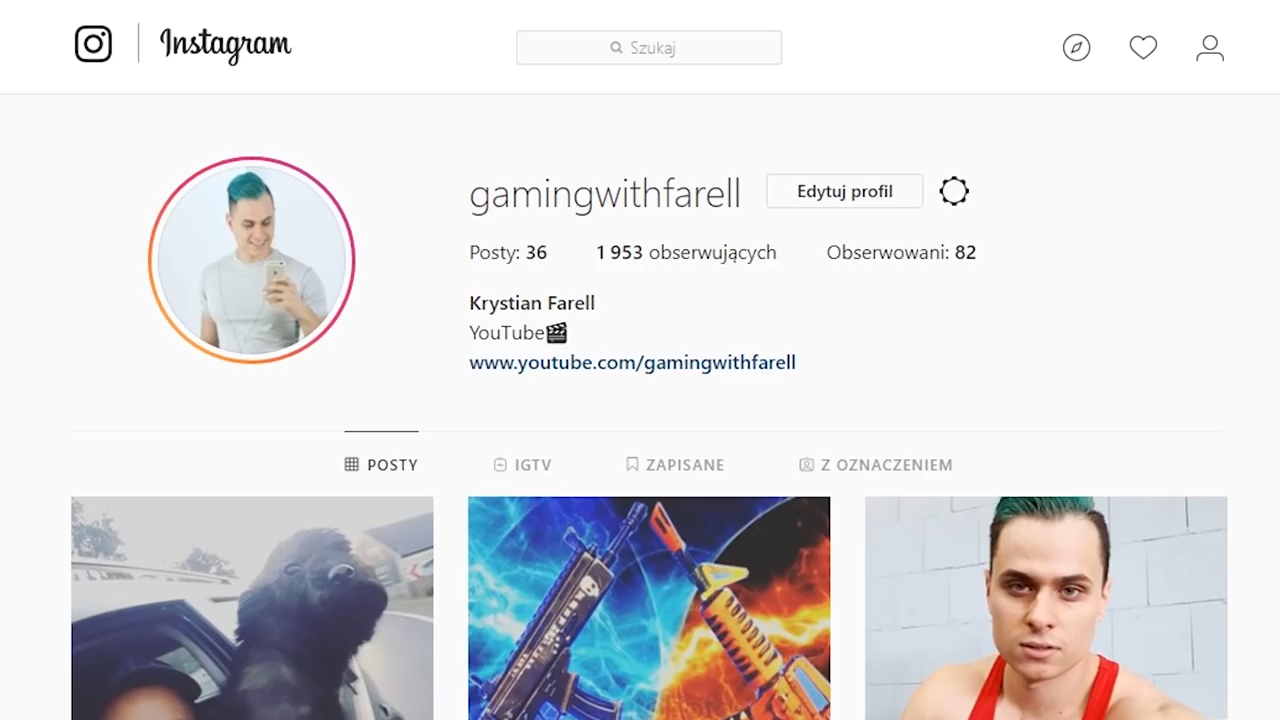 Instagram
Szukaj
gamingwithfarell Edytuj profil
Posty: 36 1 953 obserwujących Obserwowani: 82
Krystian Farell
YouTube🎬
www.youtube.com/gamingwithfarell
POSTY IGTV ZAPISANE Z OZNACZENIEM